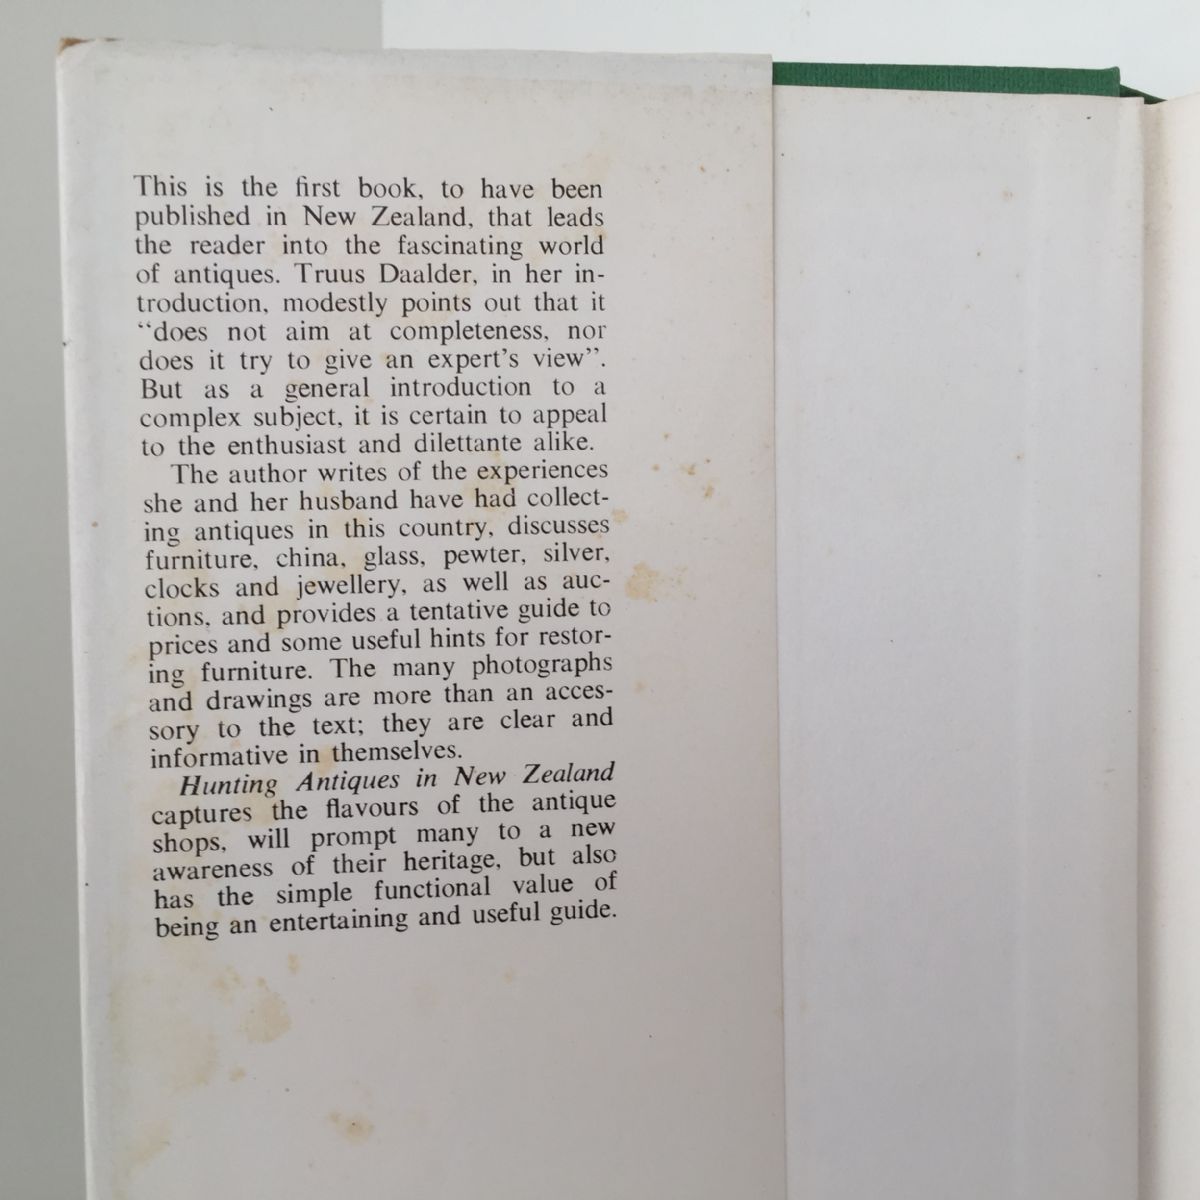 This is the first book, to have been
published in New Zealand, that leads
the reader into the fascinating world
of antiques. Truus Daalder, in her in-
troduction, modestly points out that it
“does not aim at completeness, nor
does it try to give an expert’s view”.
But as a general introduction to a
complex subject, it is certain to appeal
to the enthusiast and dilettante alike.
The author writes of the experiences
she and her husband have had collect-
ing antiques in this country, discusses
furniture, china, glass, pewter, silver,
clocks and jewellery, as well as auc-
tions, and provides a tentative guide to
prices and some useful hints for restor-
ing furniture. The many photographs
and drawings are more than an acces-
sory to the text; they are clear and
informative in themselves.
Hunting Antiques in New Zealand
captures the flavours of the antique
shops, will prompt many to a new
awareness of their heritage, but also
has the simple functional value of
being an entertaining and useful guide.